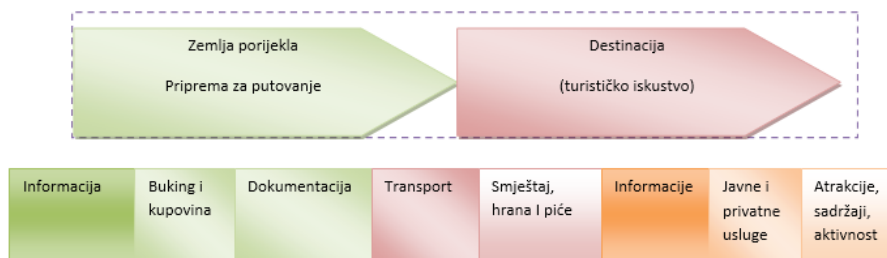 Zemlja porijekla
Priprema za putovanje
Destinacija
(turističko iskustvo)
Informacija
Buking i
kupovina
Dokumentacija
Transport
Smještaj,
hrana I piće
Informacije
Javne i
privatne
usluge
Atrakcije,
sadržaji,
aktivnost